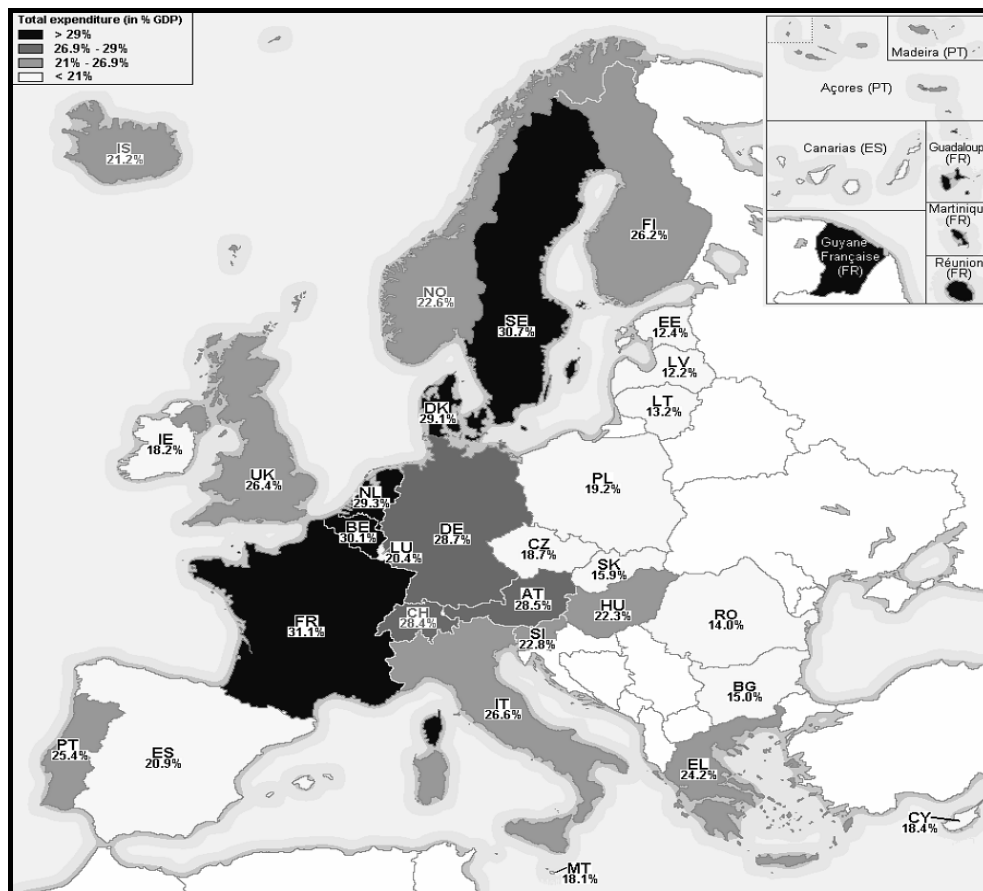 Total expenditure (in % GDP)
> 29%
26.9% - 29%
21% - 26.9%
< 21%
Madeira (PT)
Açores (PT)
Canarias (ES)
Guadaloup
(FR)
Martiniqu
(FR)
Guyane
Française
(FR)
Réunion
(FR)
IS
21.2%
FI
26.2%
NO
22.6%
SE
30.7%
EE
12.4%
LV
12.2%
LT
13.2%
DK
29.1%
IE
18.2%
UK
26.4%
NL
29.3%
PL
19.2%
BE
30.1%
DE
28.7%
LU
20.4%
CZ
18.7%
SK
15.9%
AT
28.5%
HU
22.3%
CH
28.4%
RO
14.0%
FR
31.1%
SI
22.8%
BG
15.0%
IT
26.6%
PT
25.4%
ES
20.9%
EL
24.2%
CY
18.4%
MT
18.1%